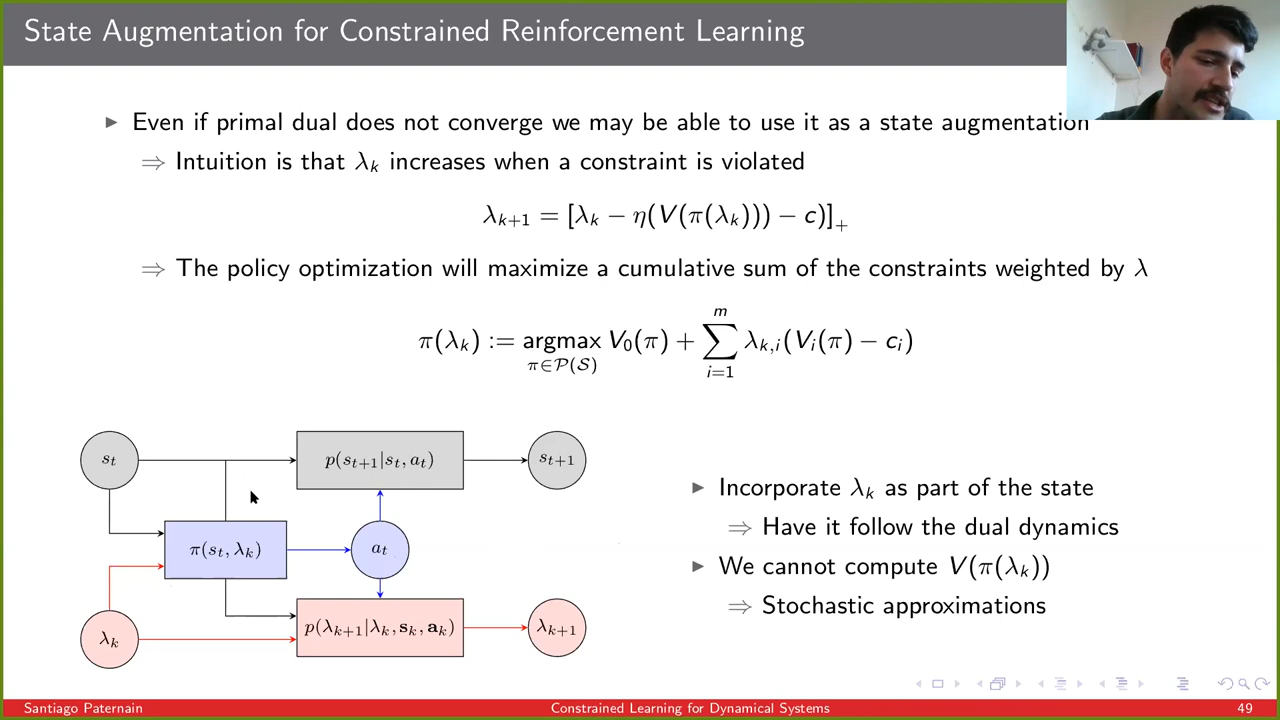 State Augmentation for Constrained Reinforcement Learning
Even if primal dual does not converge we may be able to use it as a state augmentation
⇒ Intuition is that λ_k increases when a constraint is violated
λ_{k+1} = [λ_k − η(V(π(λ_k))) − c)]_+
⇒ The policy optimization will maximize a cumulative sum of the constraints weighted by λ
π(λ_k) := argmax_{π∈P(S)} V_0(π) + ∑_{i=1}^{m} λ_{k,i}(V_i(π) − c_i)
s_t
p(s_{t+1}|s_t, a_t)
s_{t+1}
π(s_t, λ_k)
a_t
λ_k
p(λ_{k+1}|λ_k, s_k, a_k)
λ_{k+1}
Incorporate λ_k as part of the state
⇒ Have it follow the dual dynamics
We cannot compute V(π(λ_k))
⇒ Stochastic approximations
Santiago Paternain
Constrained Learning for Dynamical Systems
49